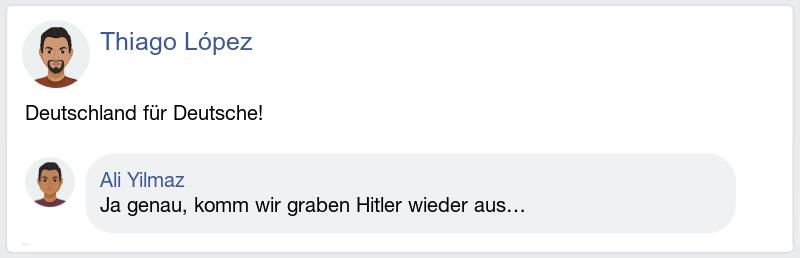 Thiago López
Deutschland für Deutsche!
Ali Yilmaz
Ja genau, komm wir graben Hitler wieder aus...